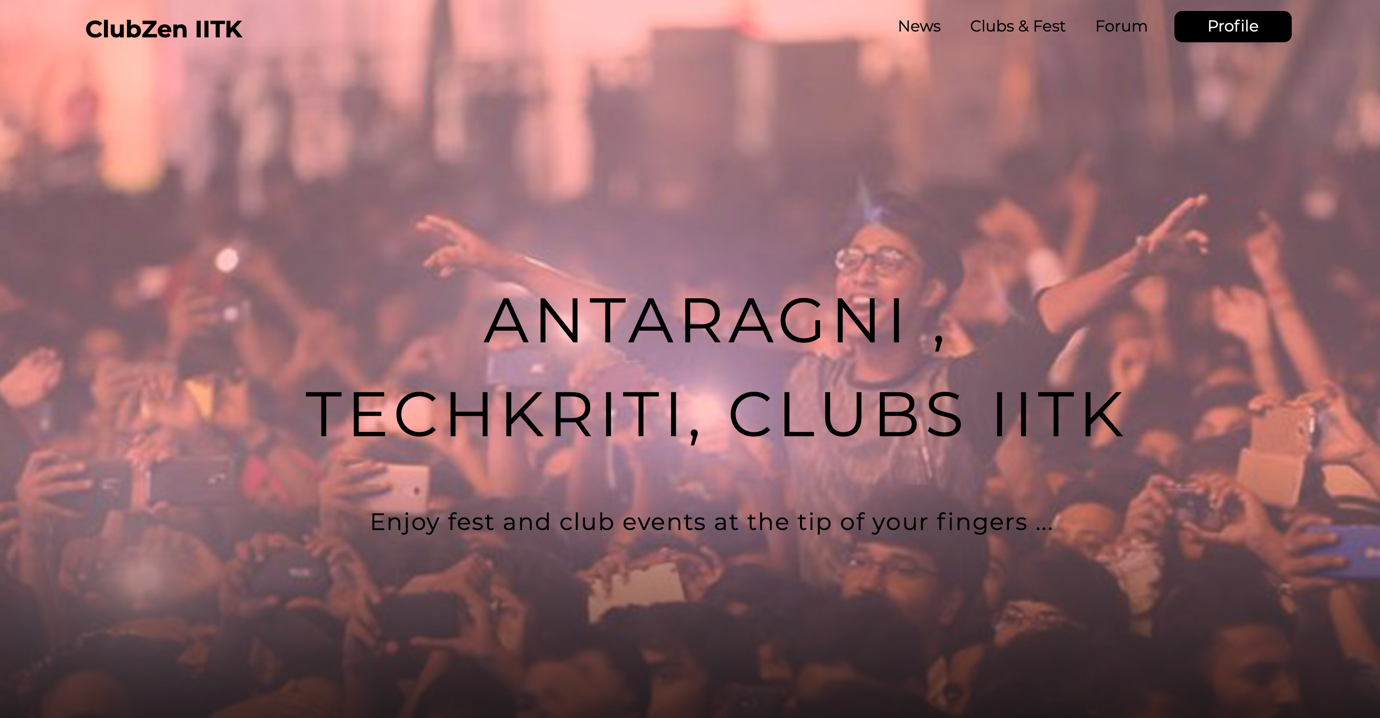 ClubZen IITK
News
Clubs & Fest
Forum
Profile
ANTARAGNI ,
TECHKRITI, CLUBS IITK
Enjoy fest and club events at the tip of your fingers ...